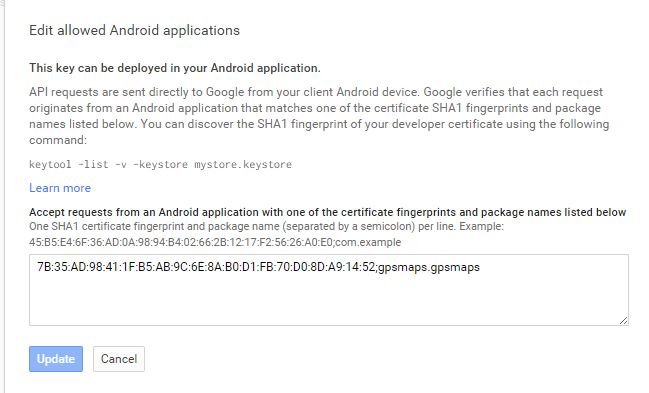 Edit allowed Android applications
This key can be deployed in your Android application.
API requests are sent directly to Google from your client Android device. Google verifies that each request
originates from an Android application that matches one of the certificate SHA1 fingerprints and package
names listed below. You can discover the SHA1 fingerprint of your developer certificate using the following
command:
keytool -list -v -keystore mystore.keystore
Learn more
Accept requests from an Android application with one of the certificate fingerprints and package names listed below
One SHA1 certificate fingerprint and package name (separated by a semicolon) per line. Example:
45:B5:E4:6F:36:AD:0A:98:94:B4:02:66:2B:12:17:F2:56:26:A0:E0;com.example
7B:35:AD:98:41:1F:B5:AB:9C:6E:8A:B0:D1:FB:70:D0:8D:A9:14:52;gpsmaps.gpsmaps
Update Cancel